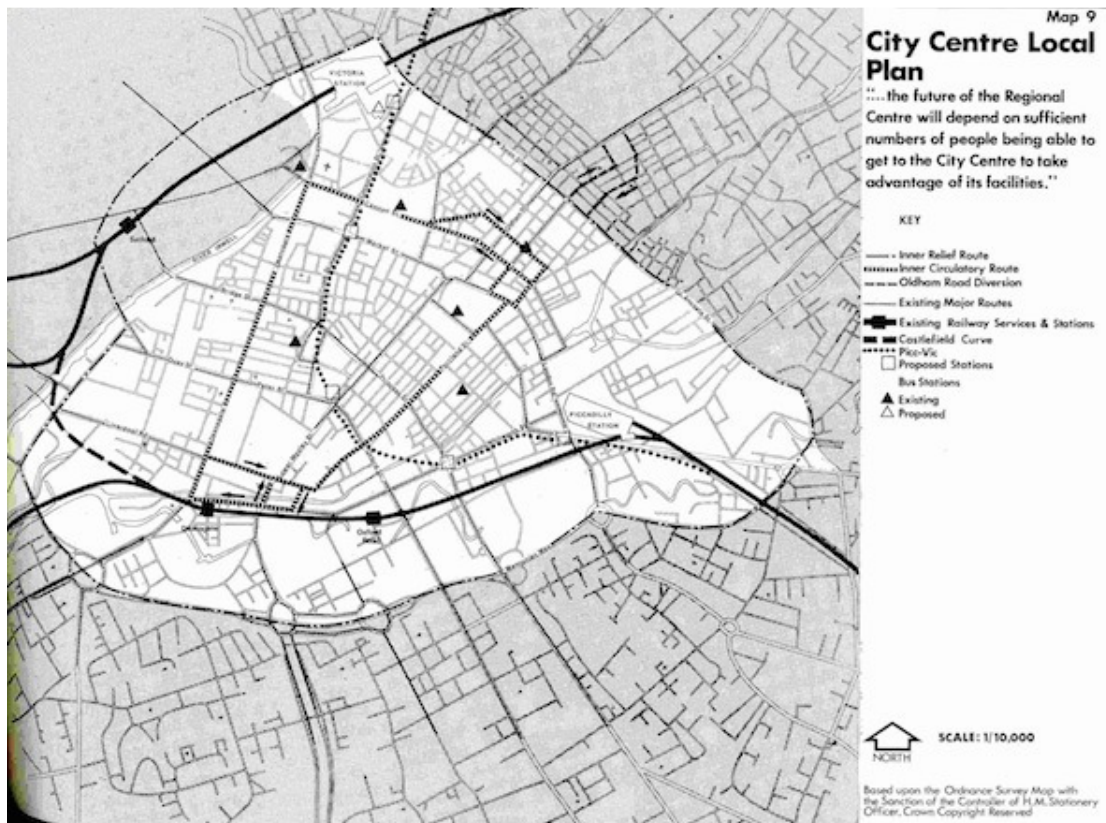 Map 9
City Centre Local
Plan
"...the future of the Regional
Centre will depend on sufficient
numbers of people being able to
get to the City Centre to take
advantage of its facilities."
KEY
Inner Relief Route
Inner Circulatory Route
Oldham Road Diversion
Existing Major Routes
Existing Railway Services & Stations
Castlefield Curve
Picc-Vic
Proposed Stations
Bus Stations
Existing
Proposed
NORTH
SCALE: 1/10,000
Based upon the Ordnance Survey Map with
the Sanction of the Controller of H.M. Stationery
Officer, Crown Copyright Reserved
VICTORIA
STATION
RIVER IRWELL
PICCADILLY
STATION
Oxford